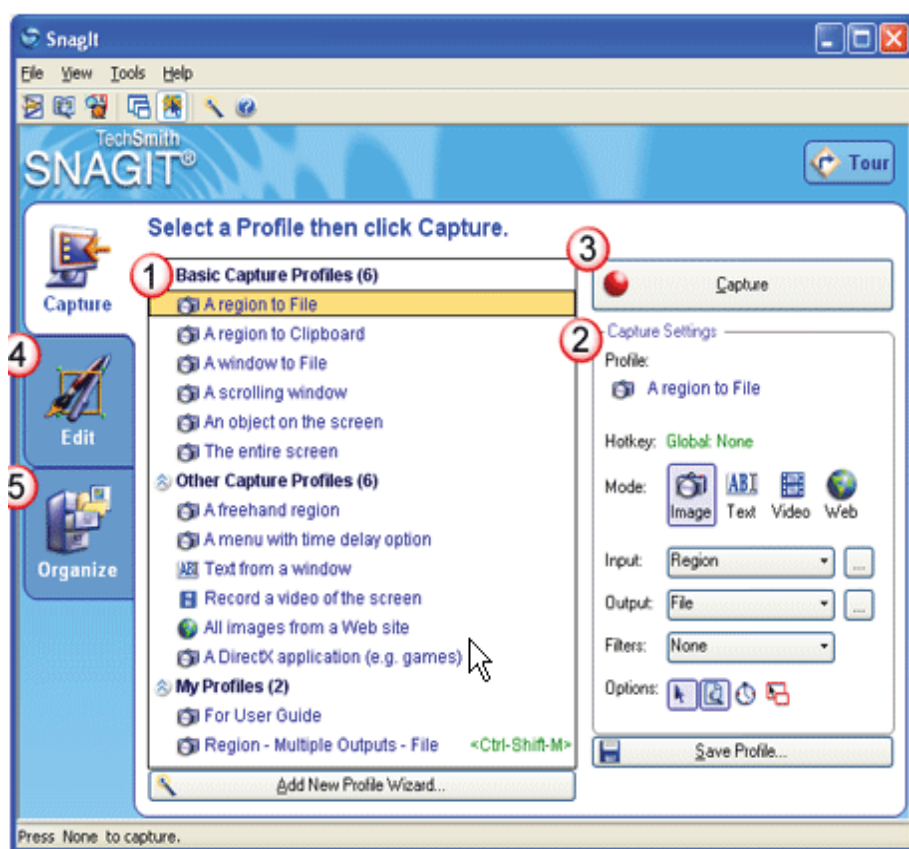 SnagIt
File View Tools Help
TechSmith
SNAGIT®
Tour
Select a Profile then click Capture.
Capture
4
Edit
5
Organize
1
Basic Capture Profiles (6)
A region to File
A region to Clipboard
A window to File
A scrolling window
An object on the screen
The entire screen
Other Capture Profiles (6)
A freehand region
A menu with time delay option
ABI Text from a window
Record a video of the screen
All images from a Web site
A DirectX application (e.g. games)
My Profiles (2)
For User Guide
Region - Multiple Outputs - File <Ctrl-Shift-M>
Add New Profile Wizard...
3
Capture
2
Capture Settings
Profile:
A region to File
Hotkey: Global: None
Mode: Image ABI Text Video Web
Input: Region ...
Output: File ...
Filters: None
Options:
Save Profile...
Press None to capture.